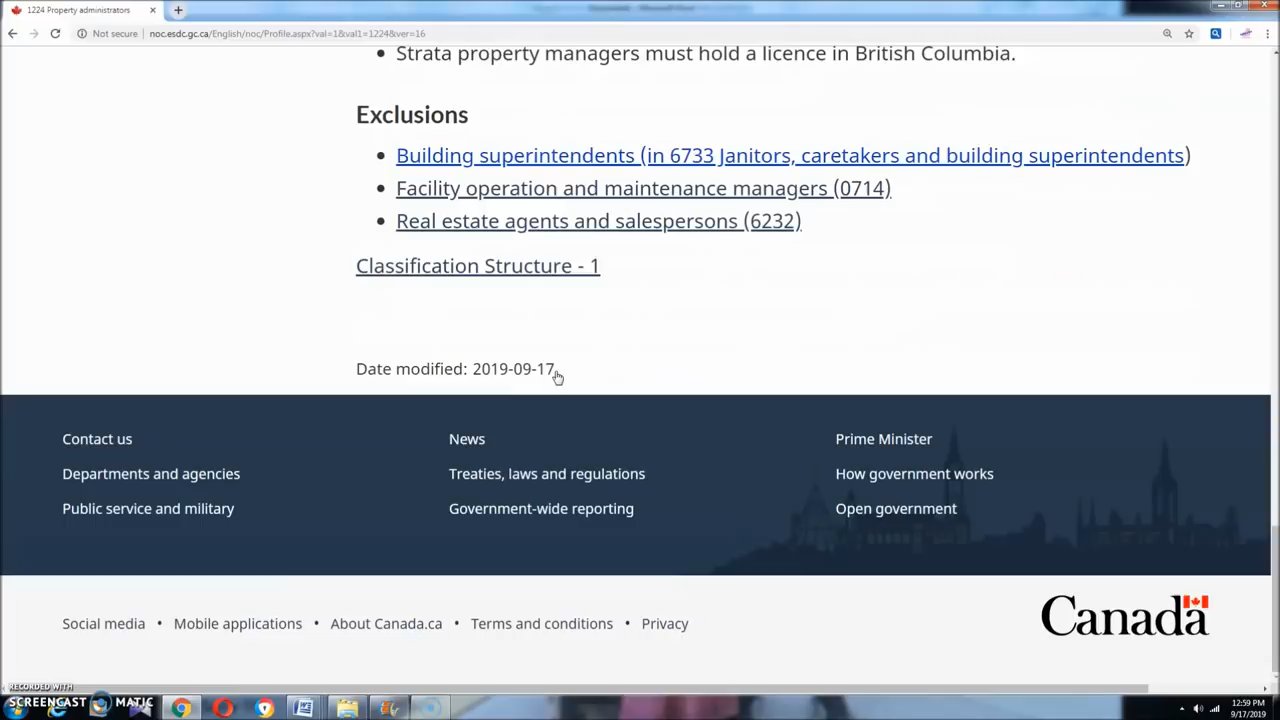 1224 Property administrators
Not secure noc.esdc.gc.ca/English/noc/Profile.aspx?val=1&val1=1224&ver=16
Strata property managers must hold a licence in British Columbia.
Exclusions
Building superintendents (in 6733 Janitors, caretakers and building superintendents)
Facility operation and maintenance managers (0714)
Real estate agents and salespersons (6232)
Classification Structure - 1
Date modified: 2019-09-17
Contact us
News
Prime Minister
Departments and agencies
Treaties, laws and regulations
How government works
Public service and military
Government-wide reporting
Open government
Social media • Mobile applications • About Canada.ca • Terms and conditions • Privacy
Canada
RECORDED WITH
SCREENCAST MATIC
12:59 PM
9/17/2019